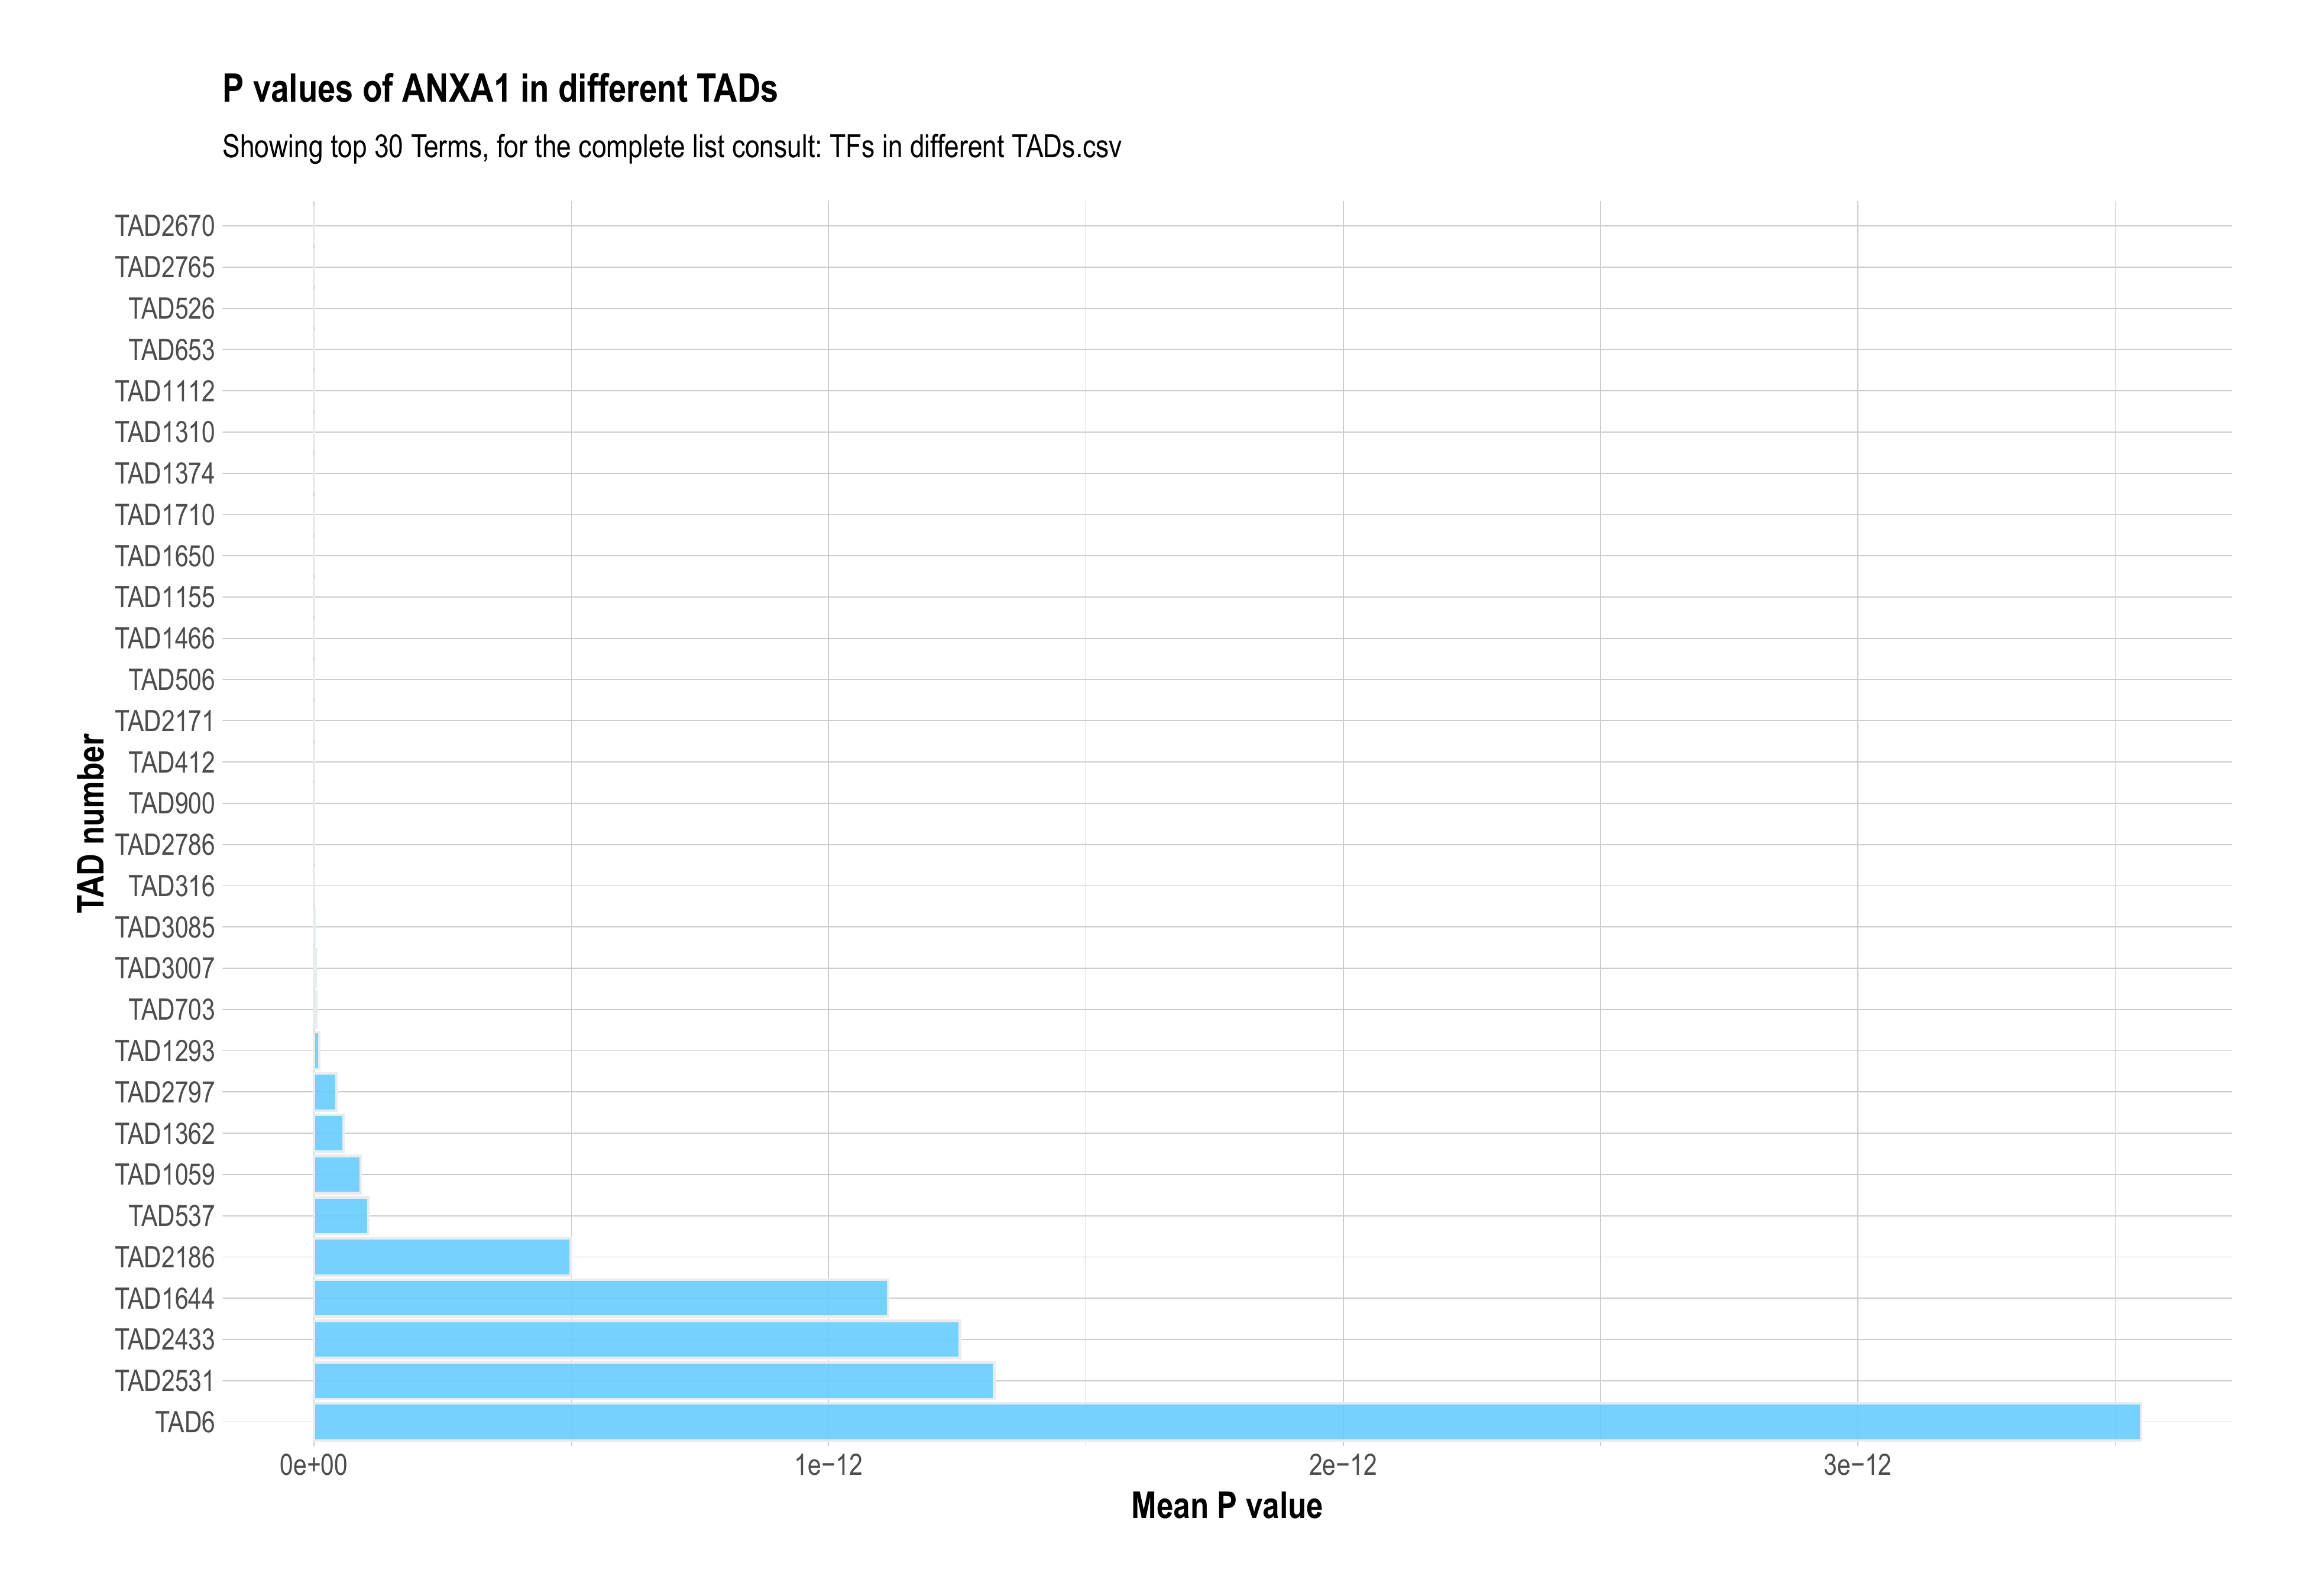 P values of ANXA1 in different TADs
Showing top 30 Terms, for the complete list consult: TFs in different TADs.csv
TAD number
TAD2670
TAD2765
TAD526
TAD653
TAD1112
TAD1310
TAD1374
TAD1710
TAD1650
TAD1155
TAD1466
TAD506
TAD2171
TAD412
TAD900
TAD2786
TAD316
TAD3085
TAD3007
TAD703
TAD1293
TAD2797
TAD1362
TAD1059
TAD537
TAD2186
TAD1644
TAD2433
TAD2531
TAD6
0e+00 1e−12 2e−12 3e−12
Mean P value